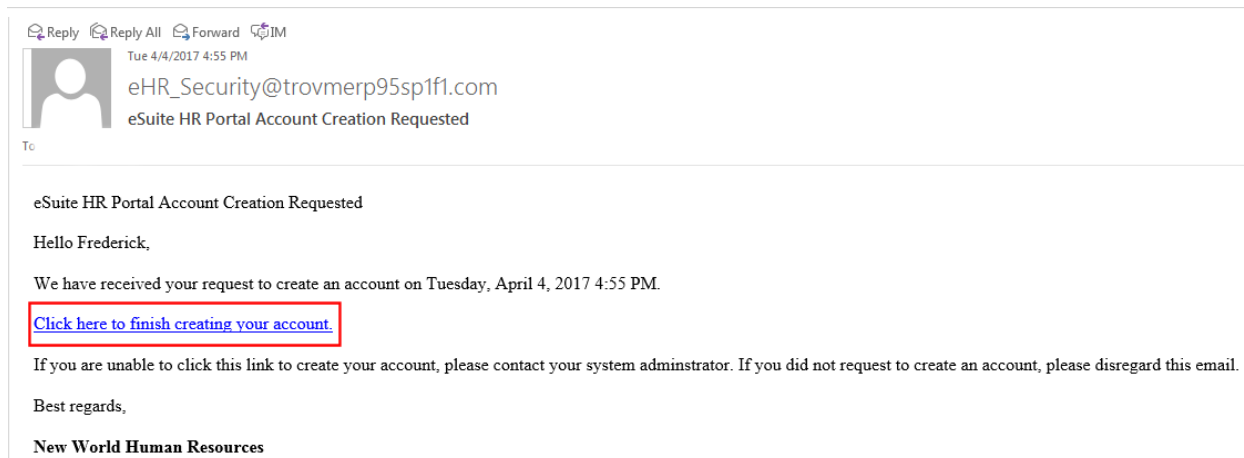 Reply Reply All Forward IM
Tue 4/4/2017 4:55 PM
eHR_Security@trovmerp95sp1f1.com
eSuite HR Portal Account Creation Requested
To
eSuite HR Portal Account Creation Requested
Hello Frederick,
We have received your request to create an account on Tuesday, April 4, 2017 4:55 PM.
Click here to finish creating your account.
If you are unable to click this link to create your account, please contact your system adminstrator. If you did not request to create an account, please disregard this email.
Best regards,
New World Human Resources